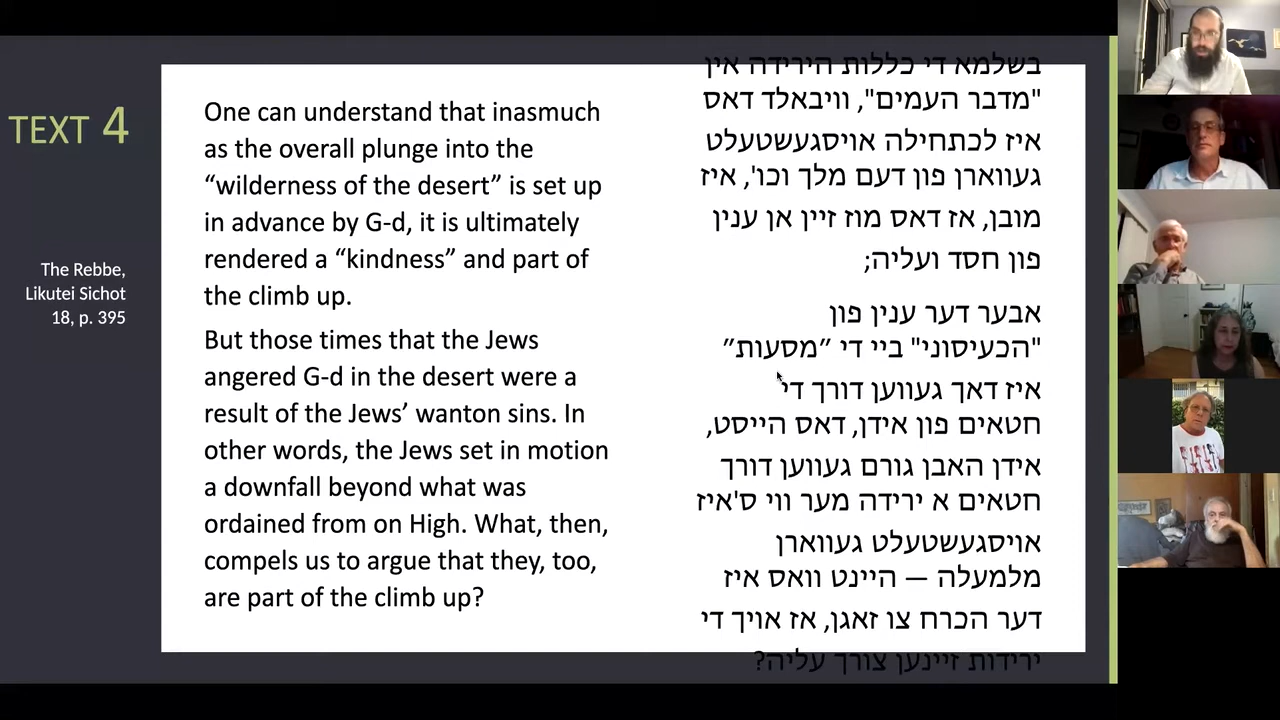 TEXT 4
The Rebbe,
Likutei Sichot
18, p. 395
One can understand that inasmuch
as the overall plunge into the
“wilderness of the desert” is set up
in advance by G-d, it is ultimately
rendered a “kindness” and part of
the climb up.
But those times that the Jews
angered G-d in the desert were a
result of the Jews’ wanton sins. In
other words, the Jews set in motion
a downfall beyond what was
ordained from on High. What, then,
compels us to argue that they, too,
are part of the climb up?
בשלמא די כללות הירידה אין
"מדבר העמים", וויבאלד דאס
איז לכתחילה אויסגעשטעלט
געווארן פון דעם מלך וכו', איז
מובן, אז דאס מוז זיין אן ענין
פון חסד ועליה;
אבער דער ענין פון
"הכעיסוני" ביי די ״מסעות״
איז דאך געווען דורך די
חטאים פון אידן, דאס הייסט,
אידן האבן גורם געווען דורך
חטאים א ירידה מער ווי ס'איז
אויסגעשטעלט געווארן
מלמעלה – היינט וואס איז
דער הכרח צו זאגן, אז אויך די
ירידות זיינען צורך עליה?